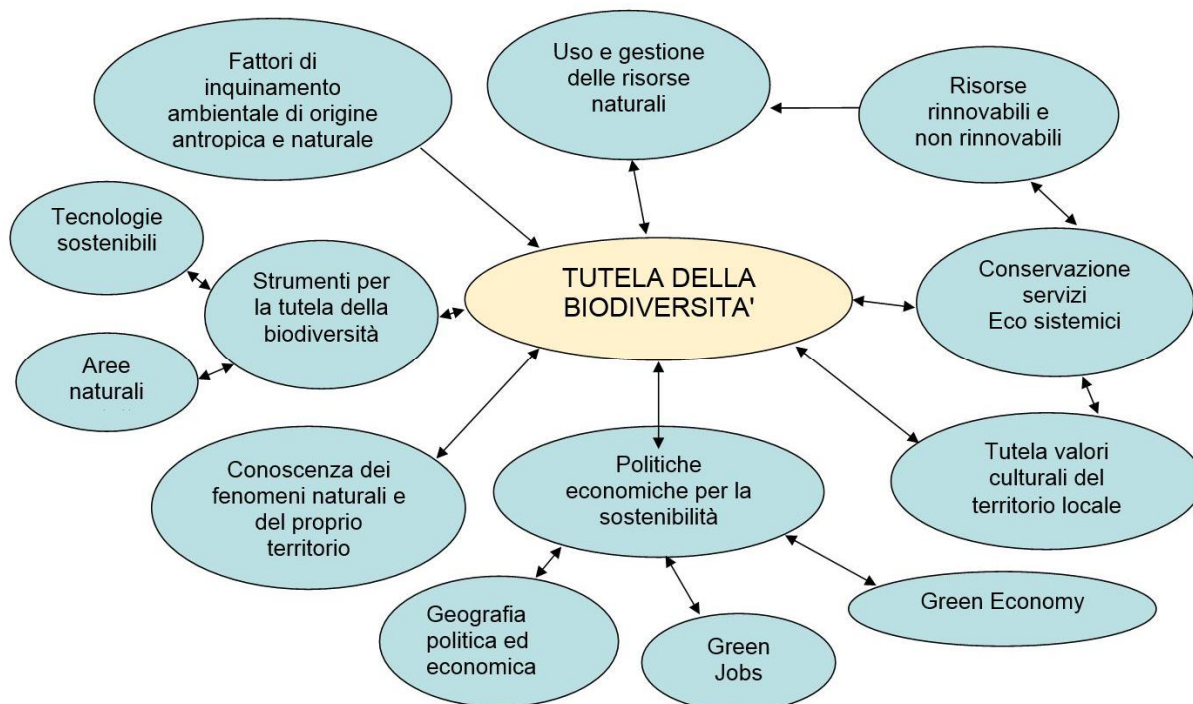 Fattori di
inquinamento
ambientale di origine
antropica e naturale
Uso e gestione
delle risorse
naturali
Risorse
rinnovabili e
non rinnovabili
Tecnologie
sostenibili
Strumenti per
la tutela della
biodiversità
TUTELA DELLA
BIODIVERSITA'
Conservazione
servizi
Eco sistemici
Aree
naturali
Conoscenza dei
fenomeni naturali e
del proprio
territorio
Politiche
economiche per la
sostenibilità
Tutela valori
culturali del
territorio locale
Geografia
politica ed
economica
Green
Jobs
Green Economy